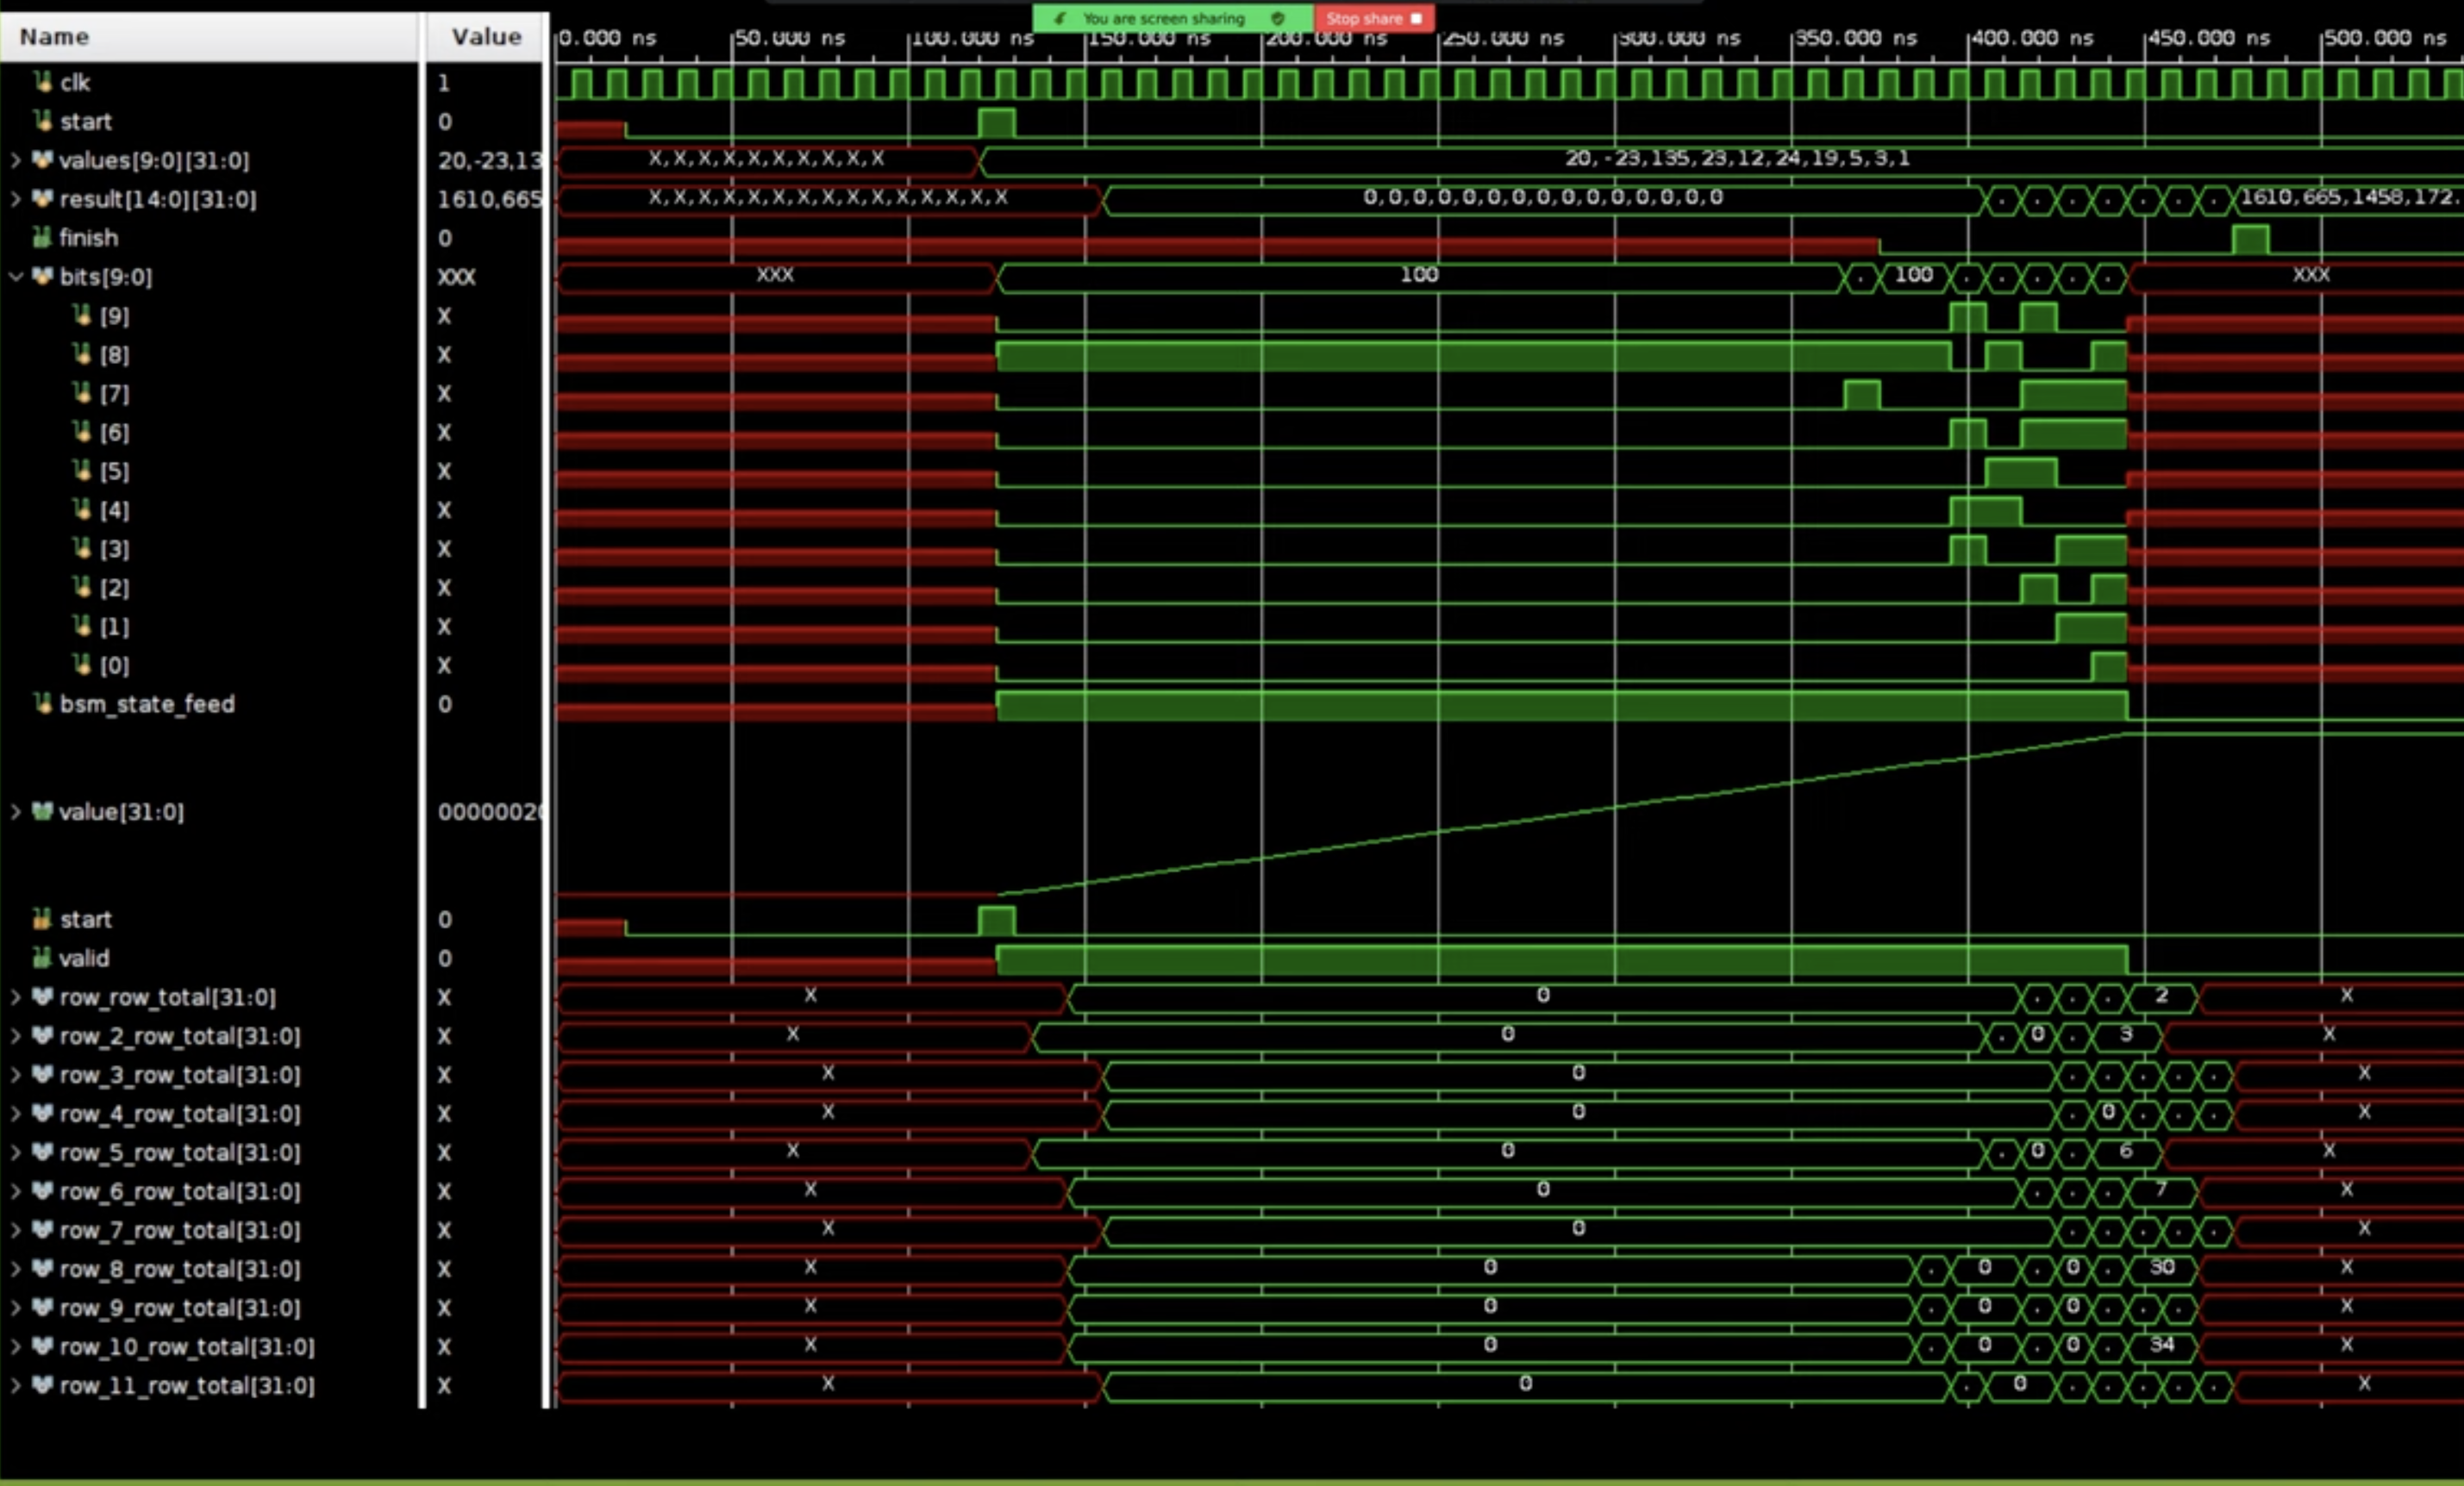 You are screen sharing Stop share
Name Value 0.000 ns 50.000 ns 100.000 ns 150.000 ns 200.000 ns 250.000 ns 300.000 ns 350.000 ns 400.000 ns 450.000 ns 500.000 ns
clk 1
start 0
values[9:0][31:0] 20,-23,13 X,X,X,X,X,X,X,X,X,X 20,-23,135,23,12,24,19,5,3,1
result[14:0][31:0] 1610,665 X,X,X,X,X,X,X,X,X,X,X,X,X,X,X 0,0,0,0,0,0,0,0,0,0,0,0,0,0,0 . . . . . . . 1610,665,1458,172.
finish 0
bits[9:0] XXX XXX 100 . 100 . . . . . XXX
[9] X
[8] X
[7] X
[6] X
[5] X
[4] X
[3] X
[2] X
[1] X
[0] X
bsm_state_feed 0
value[31:0] 00000020
start 0
valid 0
row_row_total[31:0] X X 0 . . . 2 X
row_2_row_total[31:0] X X 0 . 0 . 3 X
row_3_row_total[31:0] X X 0 . . . . . X
row_4_row_total[31:0] X X 0 . 0 . . . X
row_5_row_total[31:0] X X 0 . 0 . 6 X
row_6_row_total[31:0] X X 0 . . . 7 X
row_7_row_total[31:0] X X 0 . . . . . X
row_8_row_total[31:0] X X 0 . 0 . 0 . 30 X
row_9_row_total[31:0] X X 0 . 0 . 0 . . . X
row_10_row_total[31:0] X X 0 . 0 . 0 . 34 X
row_11_row_total[31:0] X X 0 . 0 . . . . . X